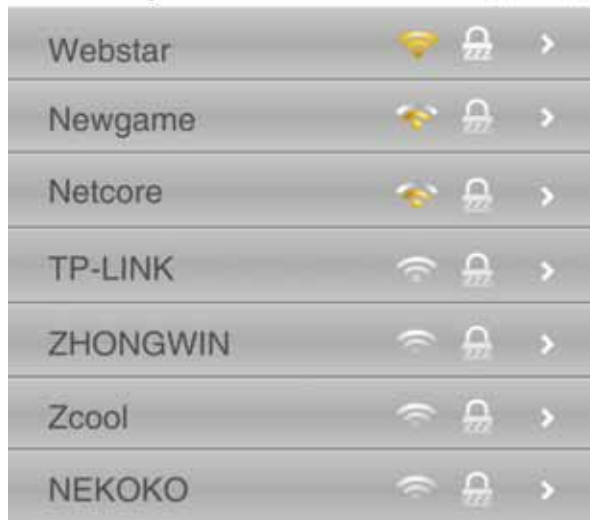 Webstar
Newgame
Netcore
TP-LINK
ZHONGWIN
Zcool
NEKOKO